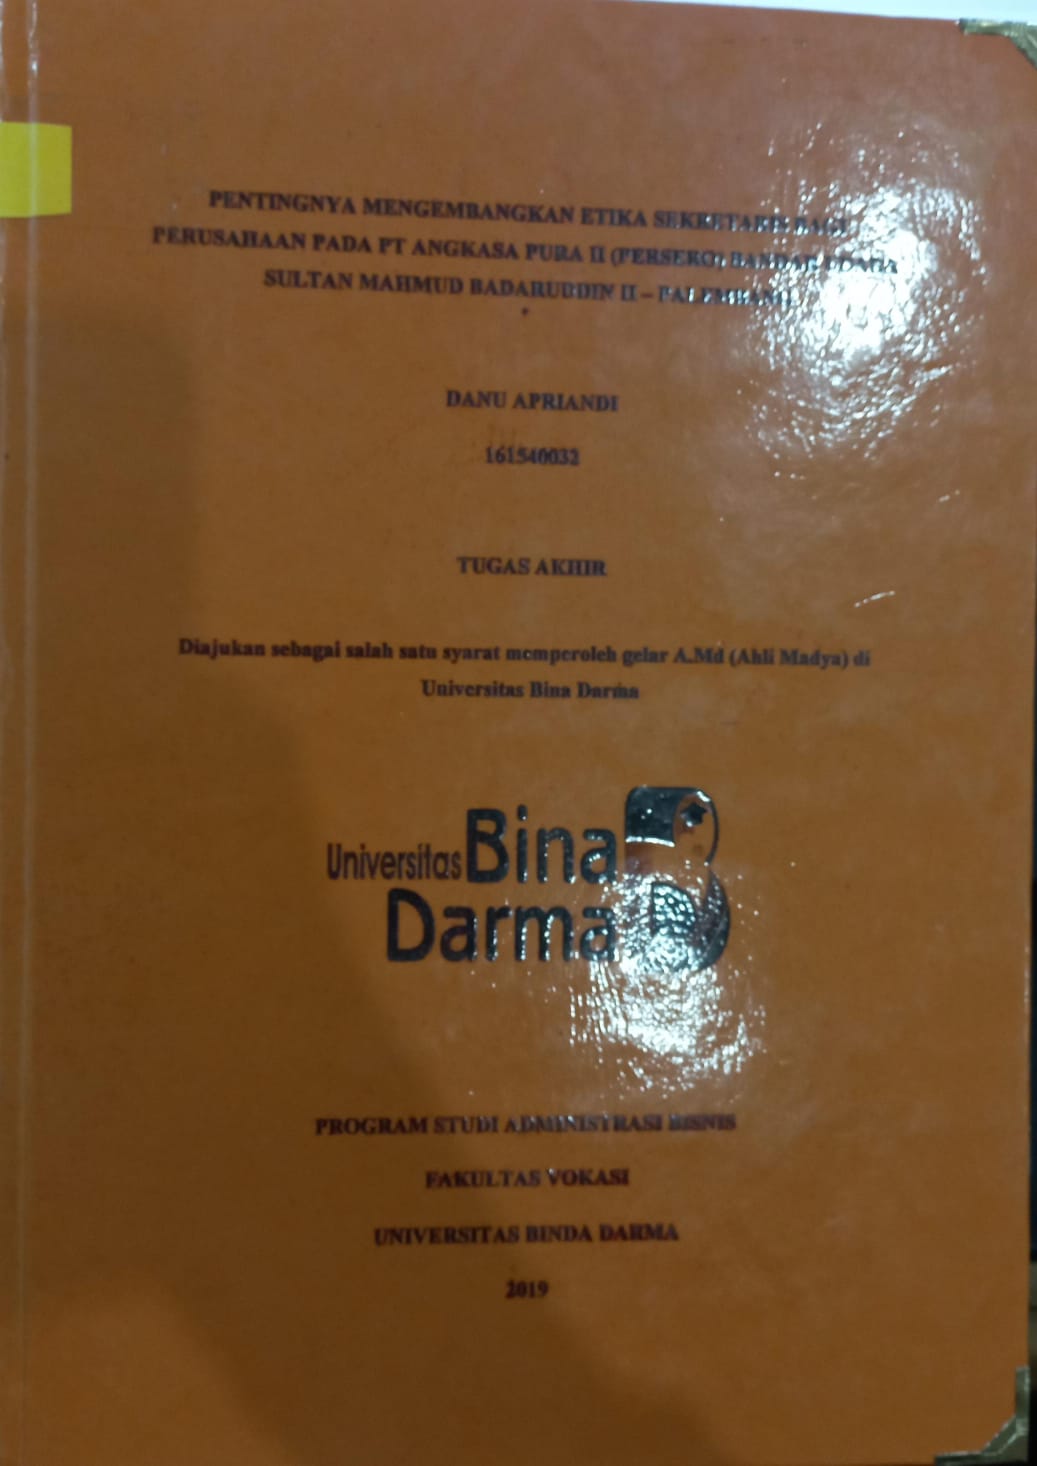 PENTINGNYA MENGEMBANGKAN ETIKA SEKRETARIS BAGI
PERUSAHAAN PADA PT ANGKASA PURA II (PERSERO) BANDAR UDARA
SULTAN MAHMUD BADARUDDIN II – PALEMBANG
DANU APRIANDI
161540032
TUGAS AKHIR
Diajukan sebagai salah satu syarat memperoleh gelar A.Md (Ahli Madya) di
Universitas Bina Darma
Universitas Bina
Darma
PROGRAM STUDI ADMINISTRASI BISNIS
FAKULTAS VOKASI
UNIVERSITAS BINDA DARMA
2019